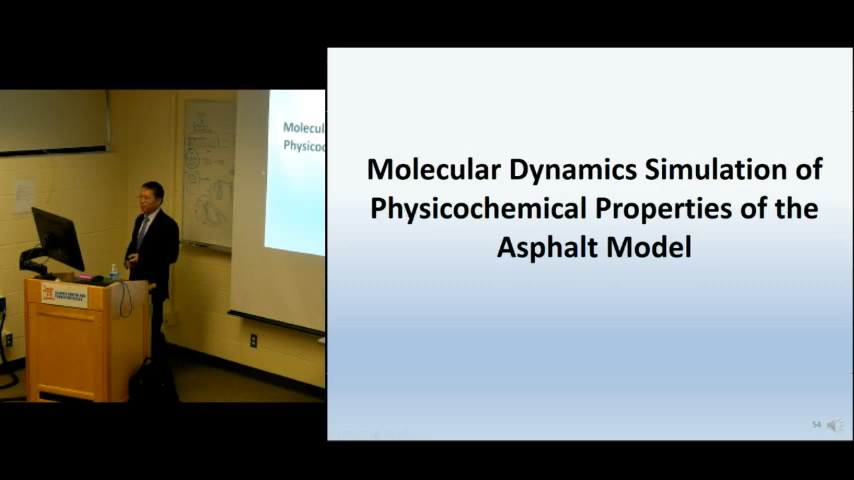 Molecular Dynamics Simulation of
Physicochemical Properties of the
Asphalt Model
54
Molecul
Physicoc